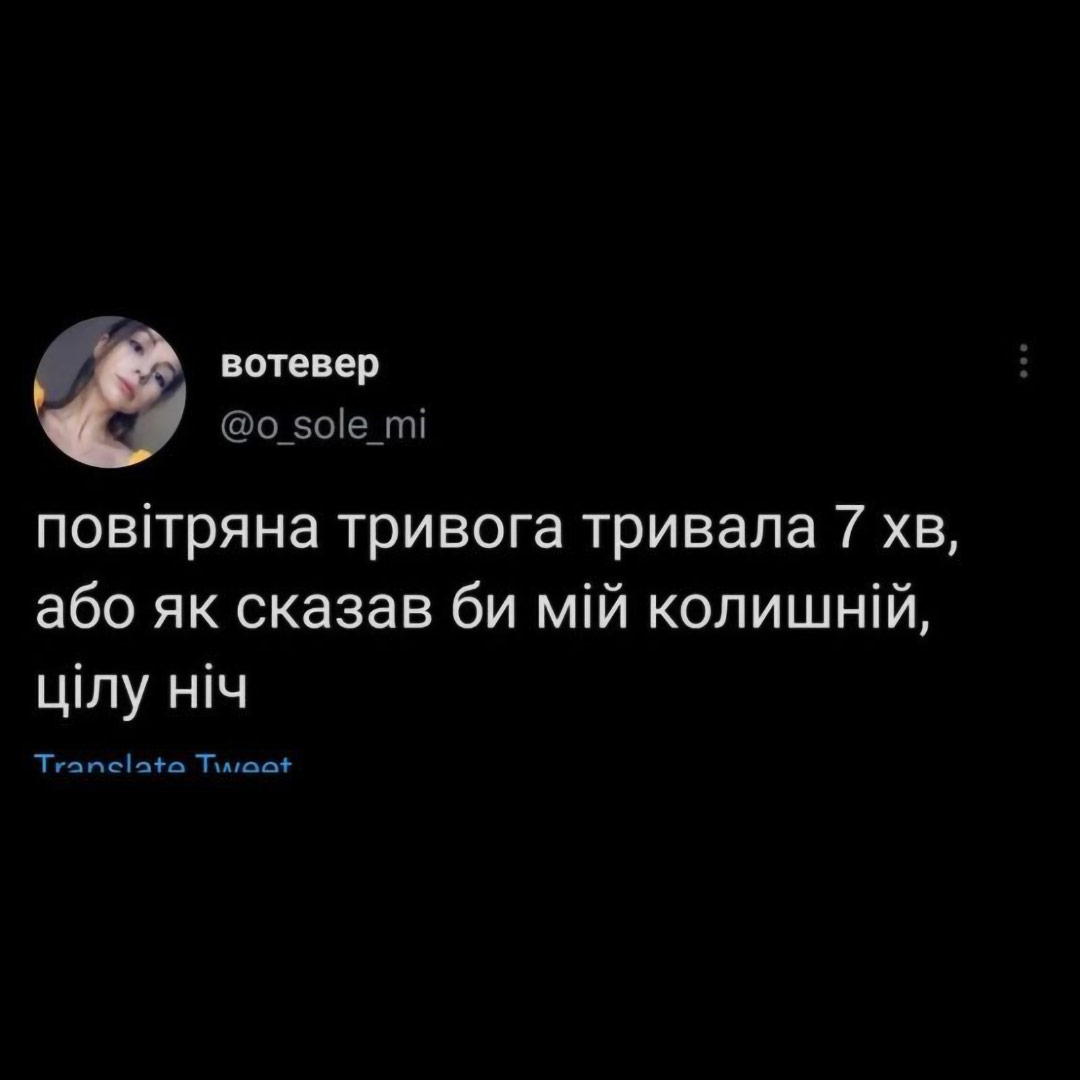 вотевер
@o_sole_mi
повітряна тривога тривала 7 хв,
або як сказав би мій колишній,
цілу ніч
Translate Tweet